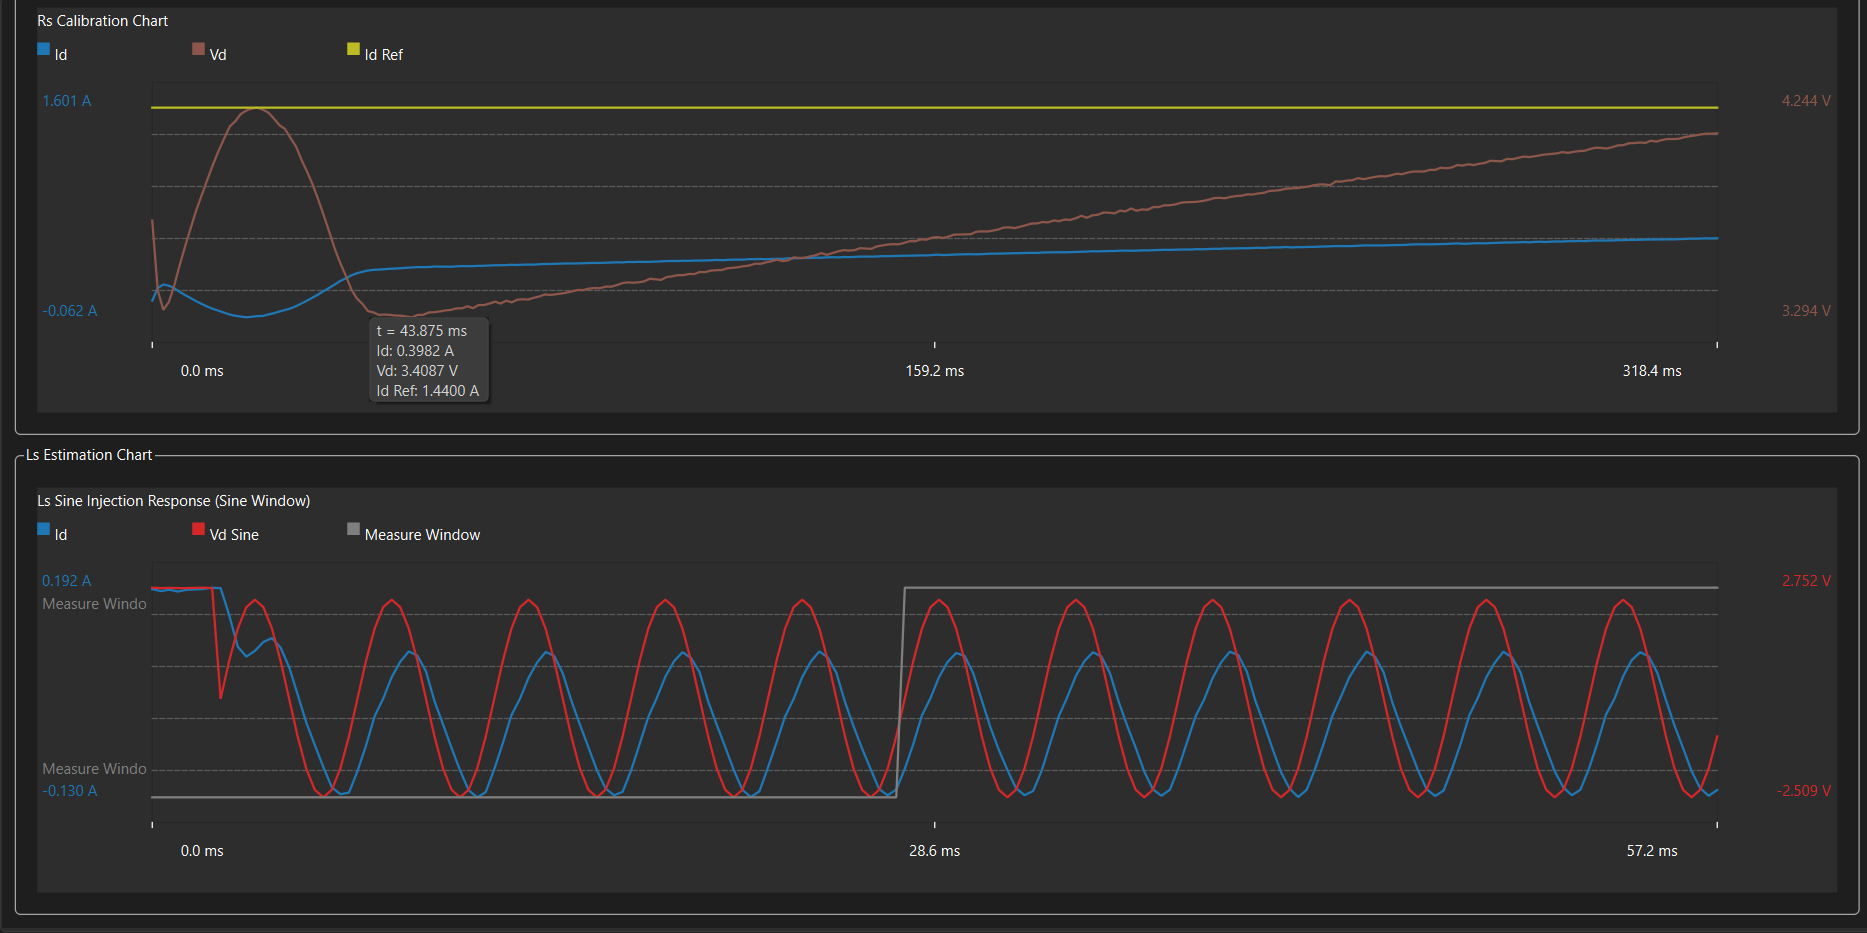 Rs Calibration Chart
Id
Vd
Id Ref
1.601 A
4.244 V
-0.062 A
3.294 V
t = 43.875 ms
Id: 0.3982 A
Vd: 3.4087 V
Id Ref: 1.4400 A
0.0 ms
159.2 ms
318.4 ms
Ls Estimation Chart
Ls Sine Injection Response (Sine Window)
Id
Vd Sine
Measure Window
0.192 A
2.752 V
Measure Windo
Measure Windo
-0.130 A
-2.509 V
0.0 ms
28.6 ms
57.2 ms